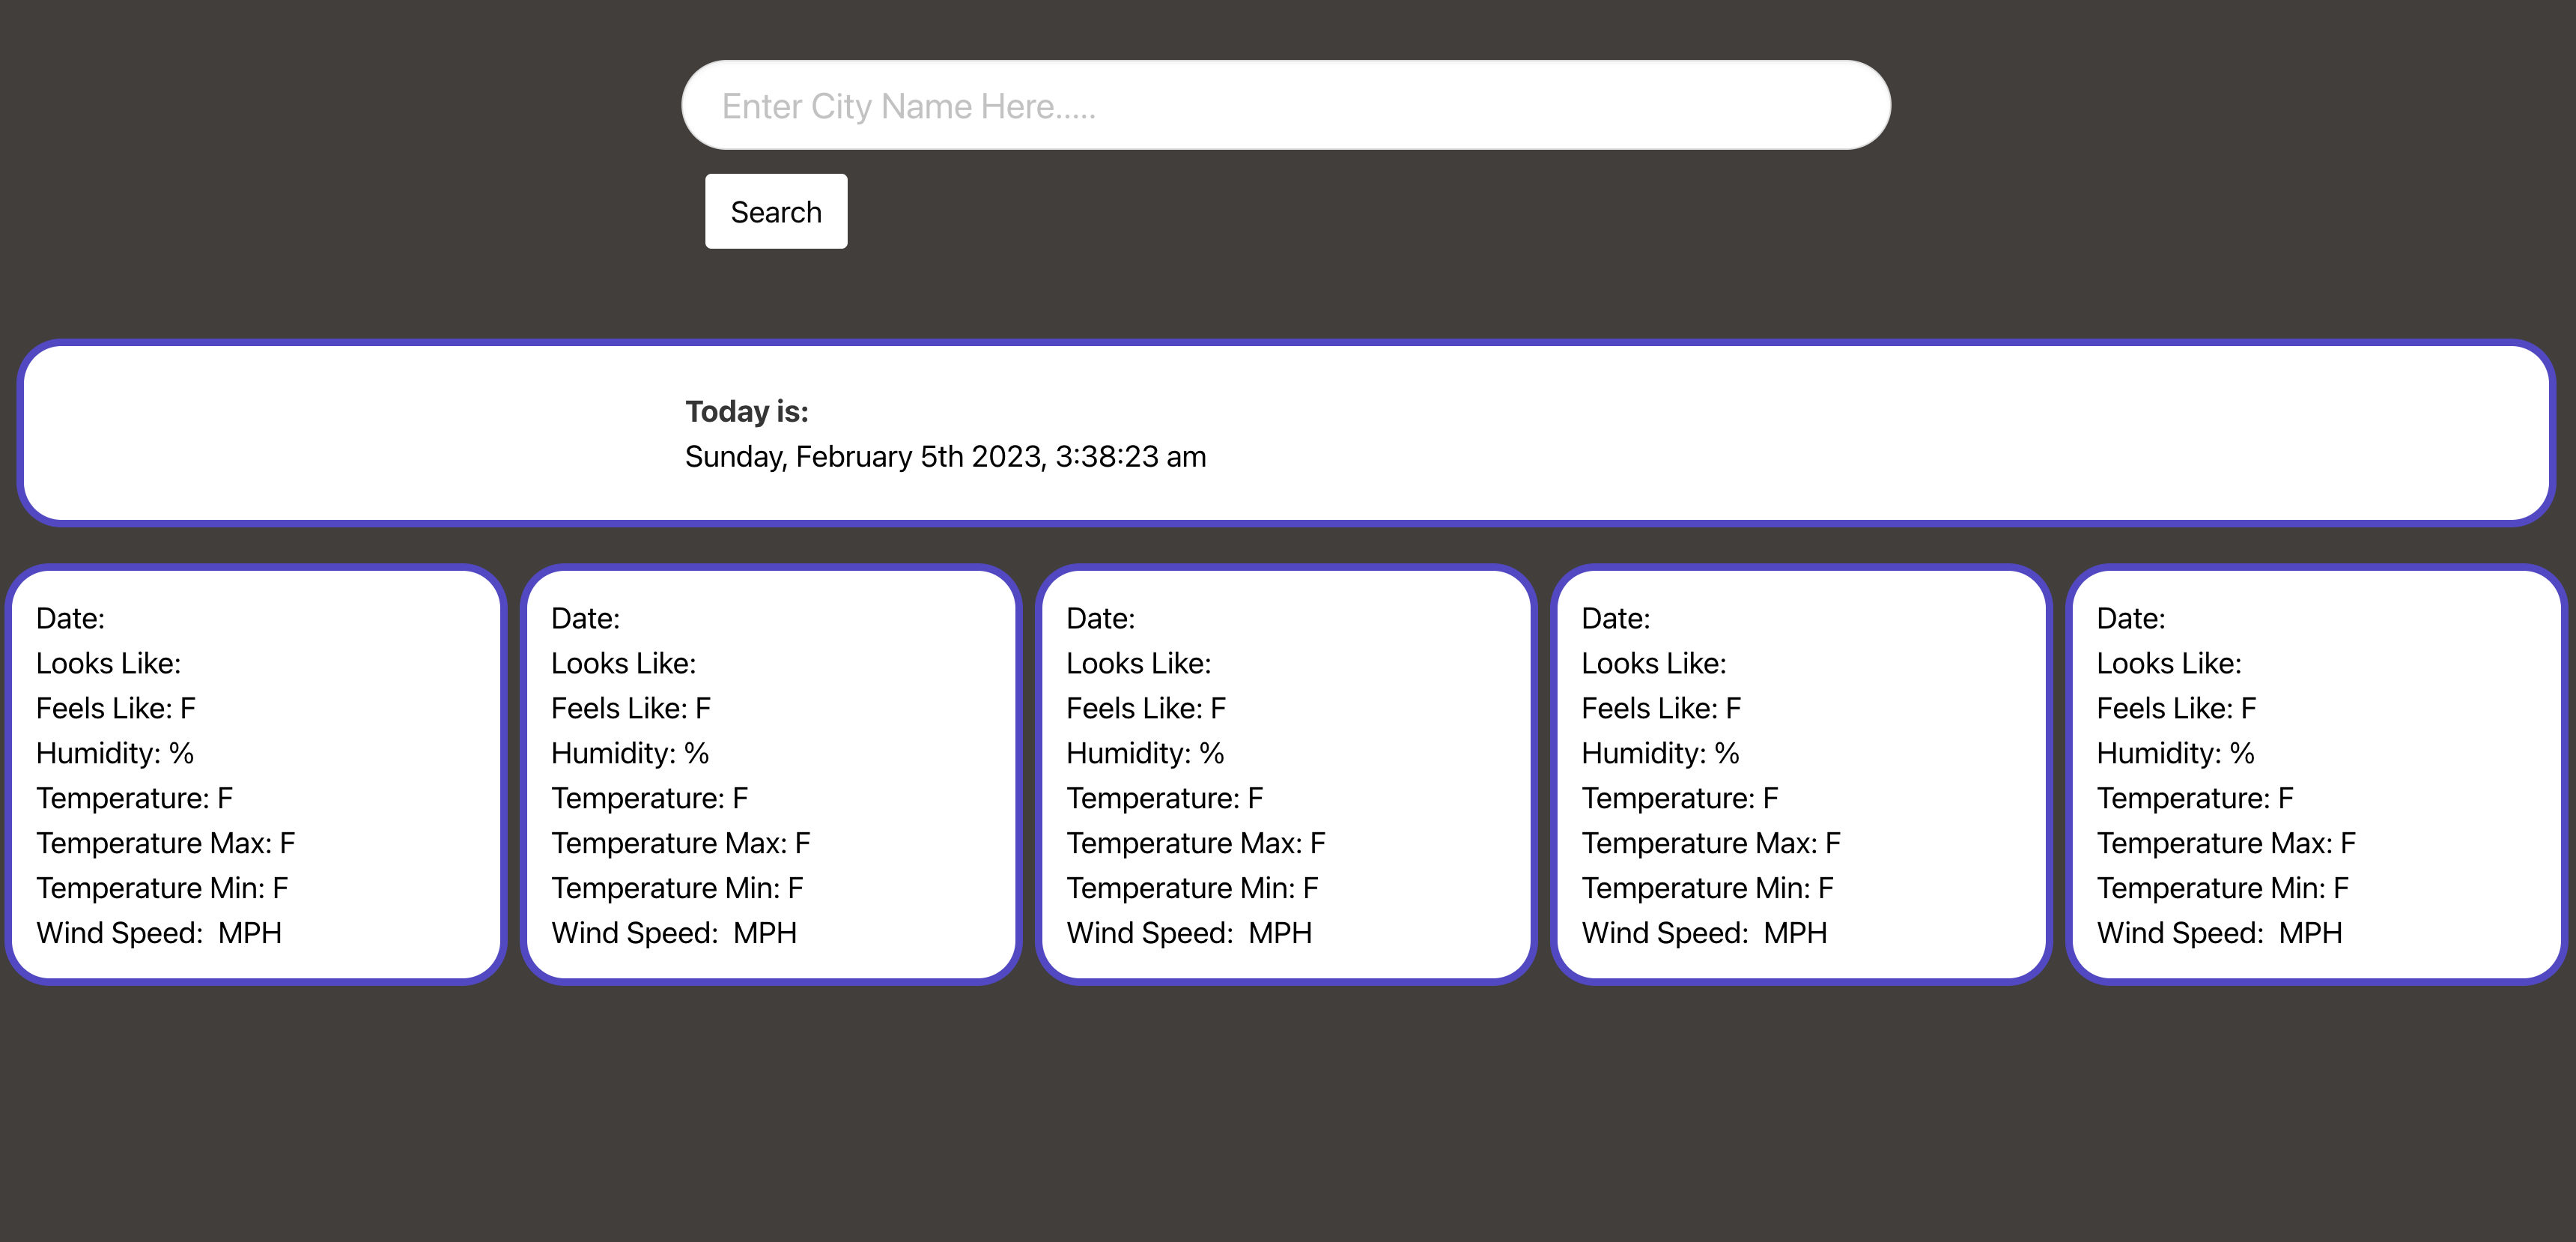 Enter City Name Here.....
Search
Today is:
Sunday, February 5th 2023, 3:38:23 am
Date:
Looks Like:
Feels Like: F
Humidity: %
Temperature: F
Temperature Max: F
Temperature Min: F
Wind Speed:  MPH
Date:
Looks Like:
Feels Like: F
Humidity: %
Temperature: F
Temperature Max: F
Temperature Min: F
Wind Speed:  MPH
Date:
Looks Like:
Feels Like: F
Humidity: %
Temperature: F
Temperature Max: F
Temperature Min: F
Wind Speed:  MPH
Date:
Looks Like:
Feels Like: F
Humidity: %
Temperature: F
Temperature Max: F
Temperature Min: F
Wind Speed:  MPH
Date:
Looks Like:
Feels Like: F
Humidity: %
Temperature: F
Temperature Max: F
Temperature Min: F
Wind Speed:  MPH